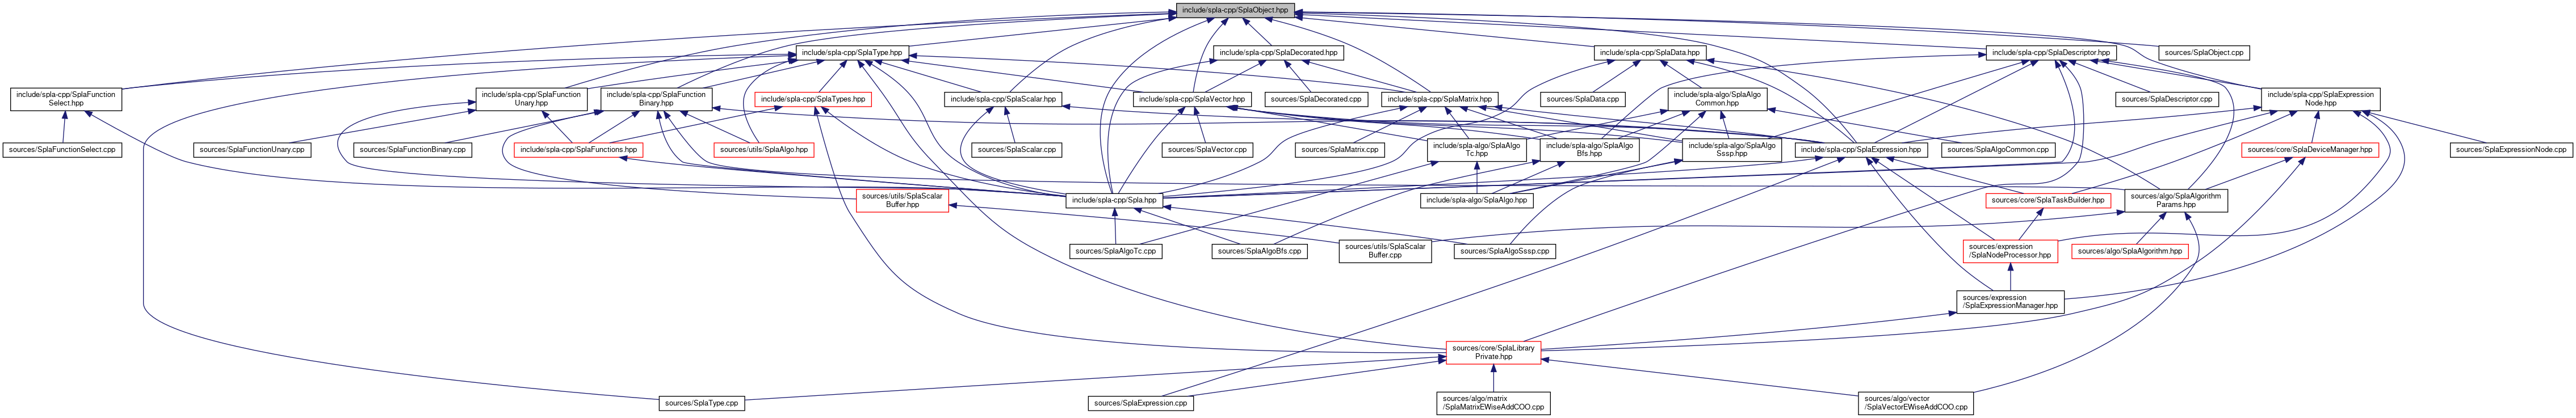 include/spla-cpp/SplaObject.hpp
include/spla-cpp/SplaType.hpp
include/spla-cpp/SplaDecorated.hpp
include/spla-cpp/SplaData.hpp
include/spla-cpp/SplaDescriptor.hpp
sources/SplaObject.cpp
include/spla-cpp/SplaFunction
Select.hpp
include/spla-cpp/SplaFunction
Unary.hpp
include/spla-cpp/SplaFunction
Binary.hpp
include/spla-cpp/SplaTypes.hpp
include/spla-cpp/SplaScalar.hpp
include/spla-cpp/SplaVector.hpp
sources/SplaDecorated.cpp
include/spla-cpp/SplaMatrix.hpp
sources/SplaData.cpp
include/spla-algo/SplaAlgo
Common.hpp
sources/SplaDescriptor.cpp
include/spla-cpp/SplaExpression
Node.hpp
sources/SplaFunctionSelect.cpp
sources/SplaFunctionUnary.cpp
sources/SplaFunctionBinary.cpp
include/spla-cpp/SplaFunctions.hpp
sources/utils/SplaAlgo.hpp
sources/SplaScalar.cpp
sources/SplaVector.cpp
sources/SplaMatrix.cpp
include/spla-algo/SplaAlgo
Tc.hpp
include/spla-algo/SplaAlgo
Bfs.hpp
include/spla-algo/SplaAlgo
Sssp.hpp
include/spla-cpp/SplaExpression.hpp
sources/SplaAlgoCommon.cpp
sources/core/SplaDeviceManager.hpp
sources/SplaExpressionNode.cpp
sources/utils/SplaScalar
Buffer.hpp
include/spla-cpp/Spla.hpp
include/spla-algo/SplaAlgo.hpp
sources/core/SplaTaskBuilder.hpp
sources/algo/SplaAlgorithm
Params.hpp
sources/SplaAlgoTc.cpp
sources/SplaAlgoBfs.cpp
sources/utils/SplaScalar
Buffer.cpp
sources/SplaAlgoSssp.cpp
sources/expression
/SplaNodeProcessor.hpp
sources/algo/SplaAlgorithm.hpp
sources/expression
/SplaExpressionManager.hpp
sources/core/SplaLibrary
Private.hpp
sources/SplaType.cpp
sources/SplaExpression.cpp
sources/algo/matrix
/SplaMatrixEWiseAddCOO.cpp
sources/algo/vector
/SplaVectorEWiseAddCOO.cpp